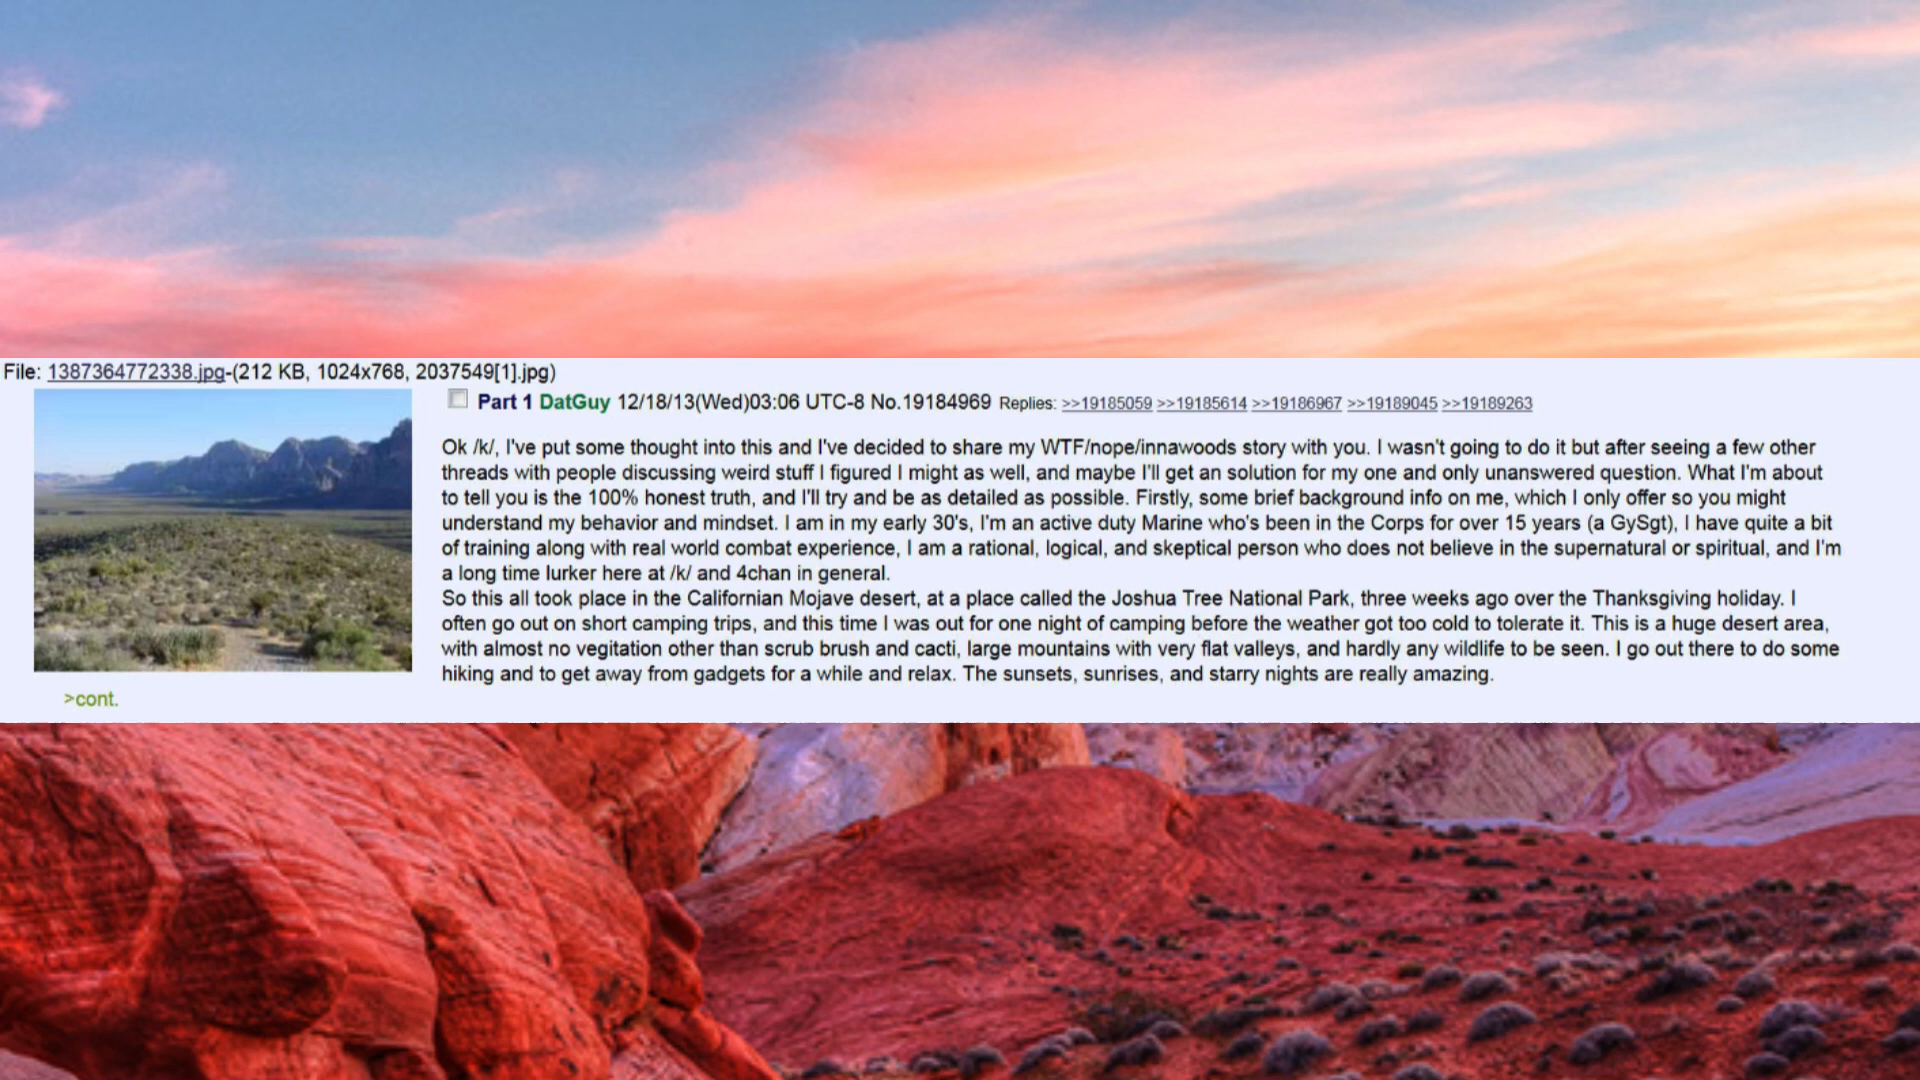 File: 1387364772338.jpg-(212 KB, 1024x768, 2037549[1].jpg)
Part 1 DatGuy 12/18/13(Wed)03:06 UTC-8 No.19184969 Replies: >>19185059 >>19185614 >>19186967 >>19189045 >>19189263
Ok /k/, I've put some thought into this and I've decided to share my WTF/nope/innawoods story with you. I wasn't going to do it but after seeing a few other
threads with people discussing weird stuff I figured I might as well, and maybe I'll get an solution for my one and only unanswered question. What I'm about
to tell you is the 100% honest truth, and I'll try and be as detailed as possible. Firstly, some brief background info on me, which I only offer so you might
understand my behavior and mindset. I am in my early 30's, I'm an active duty Marine who's been in the Corps for over 15 years (a GySgt), I have quite a bit
of training along with real world combat experience, I am a rational, logical, and skeptical person who does not believe in the supernatural or spiritual, and I'm
a long time lurker here at /k/ and 4chan in general.
So this all took place in the Californian Mojave desert, at a place called the Joshua Tree National Park, three weeks ago over the Thanksgiving holiday. I
often go out on short camping trips, and this time I was out for one night of camping before the weather got too cold to tolerate it. This is a huge desert area,
with almost no vegitation other than scrub brush and cacti, large mountains with very flat valleys, and hardly any wildlife to be seen. I go out there to do some
hiking and to get away from gadgets for a while and relax. The sunsets, sunrises, and starry nights are really amazing.
>cont.